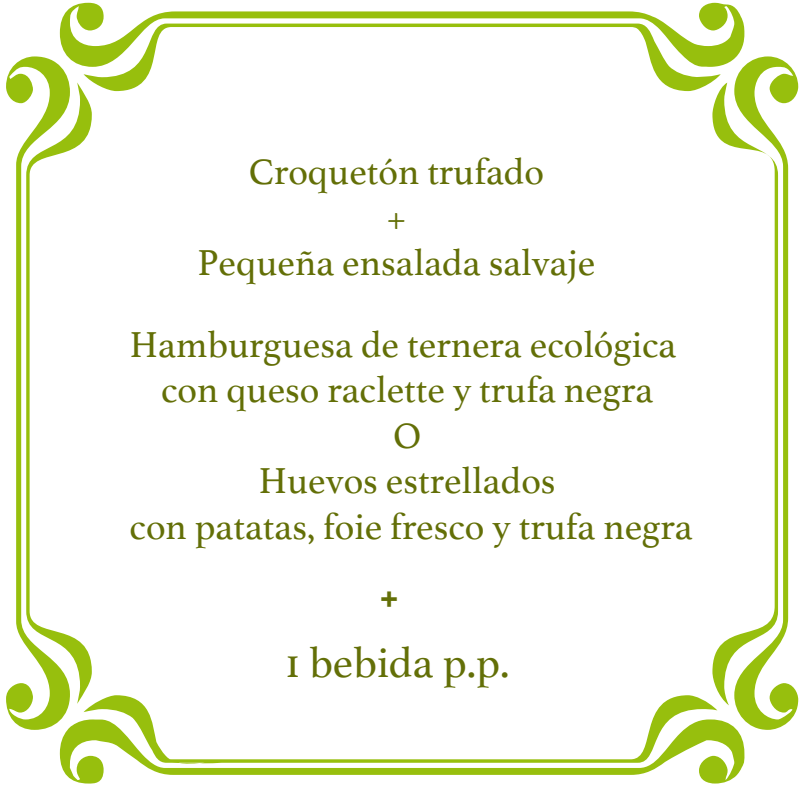 Croquetón trufado
+
Pequeña ensalada salvaje
Hamburguesa de ternera ecológica
con queso raclette y trufa negra
O
Huevos estrellados
con patatas, foie fresco y trufa negra
+
1 bebida p.p.